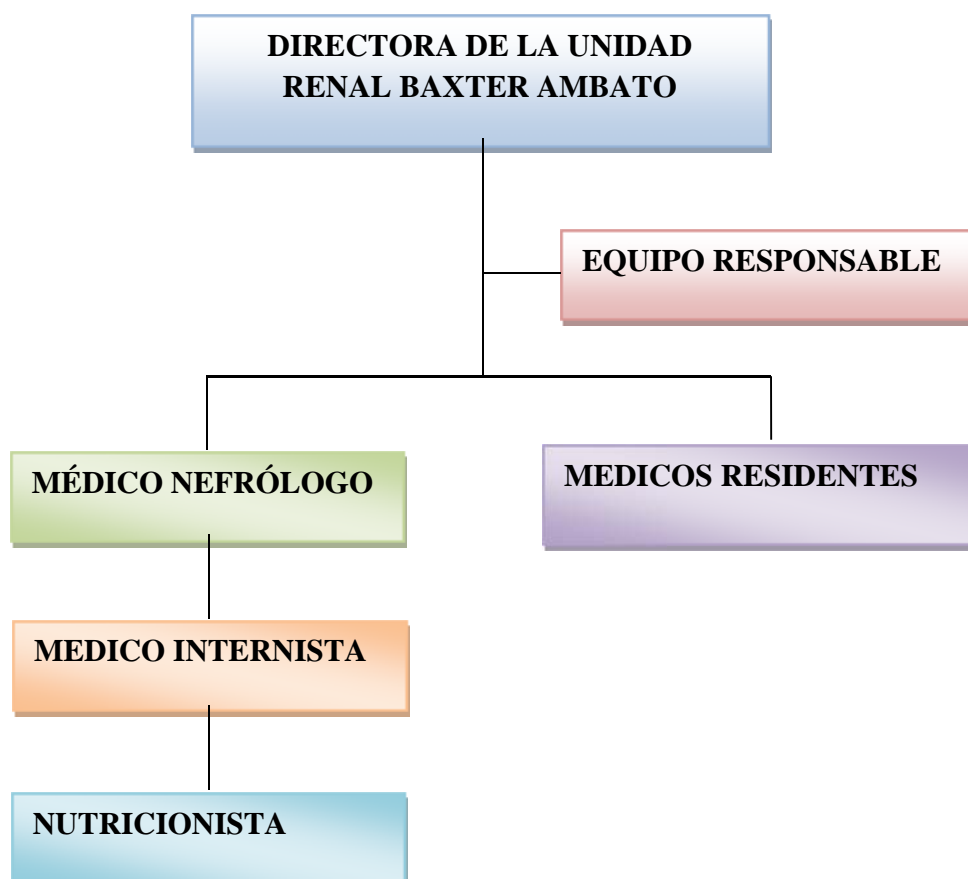 DIRECTORA DE LA UNIDAD
RENAL BAXTER AMBATO
EQUIPO RESPONSABLE
MÉDICO NEFRÓLOGO
MEDICOS RESIDENTES
MEDICO INTERNISTA
NUTRICIONISTA